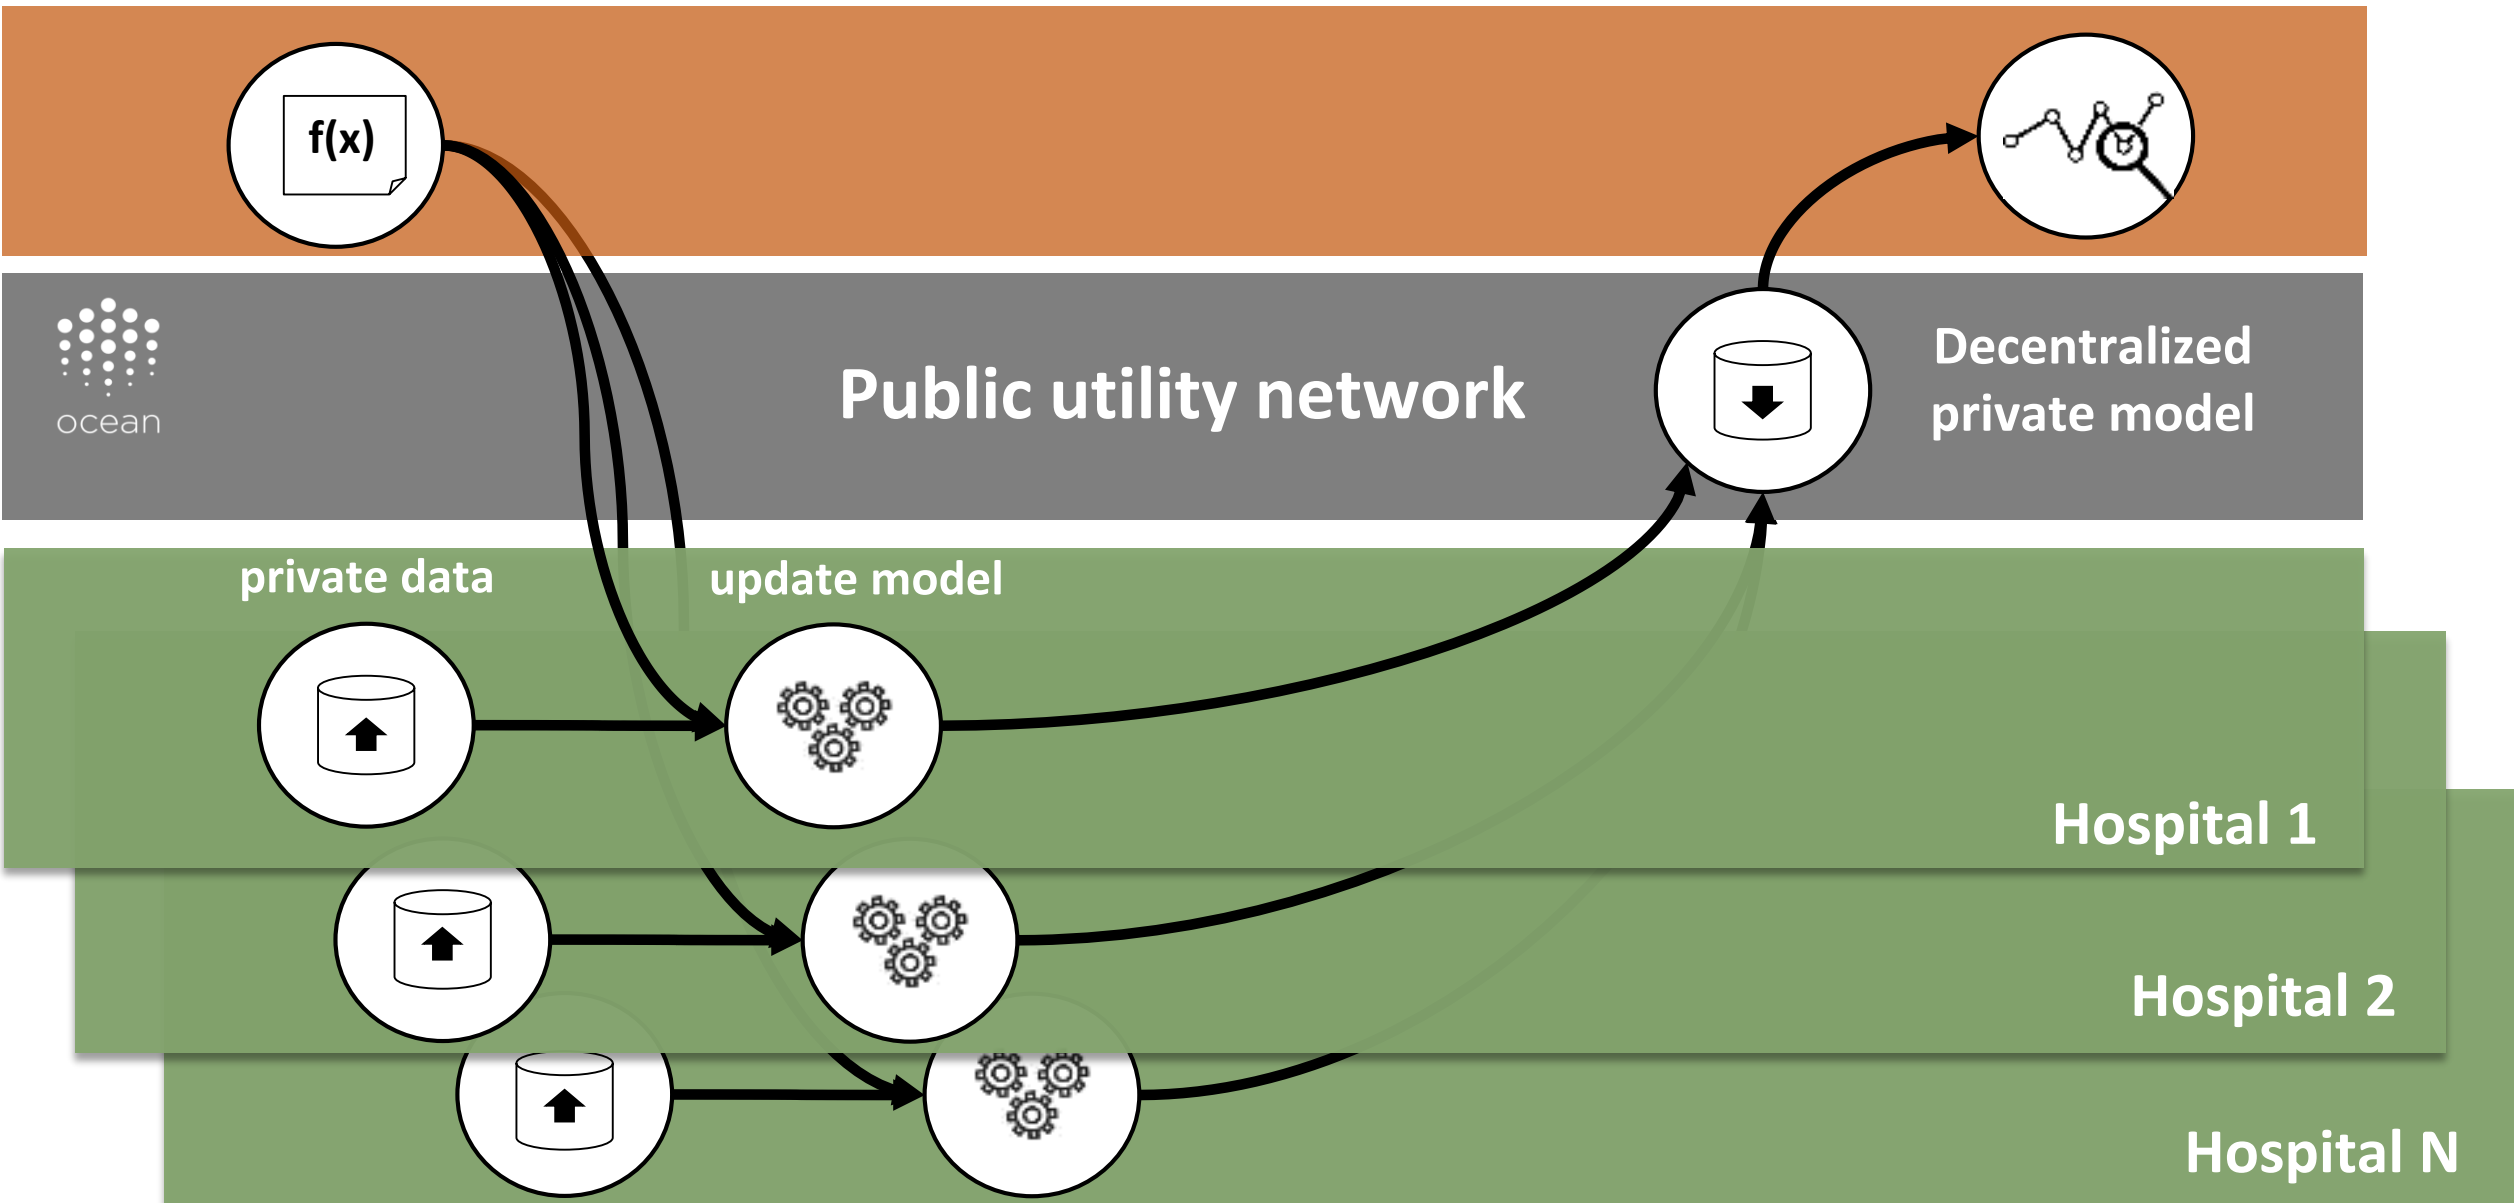 f(x)
ocean
Public utility network
Decentralized
private model
private data
update model
Hospital 1
Hospital 2
Hospital N